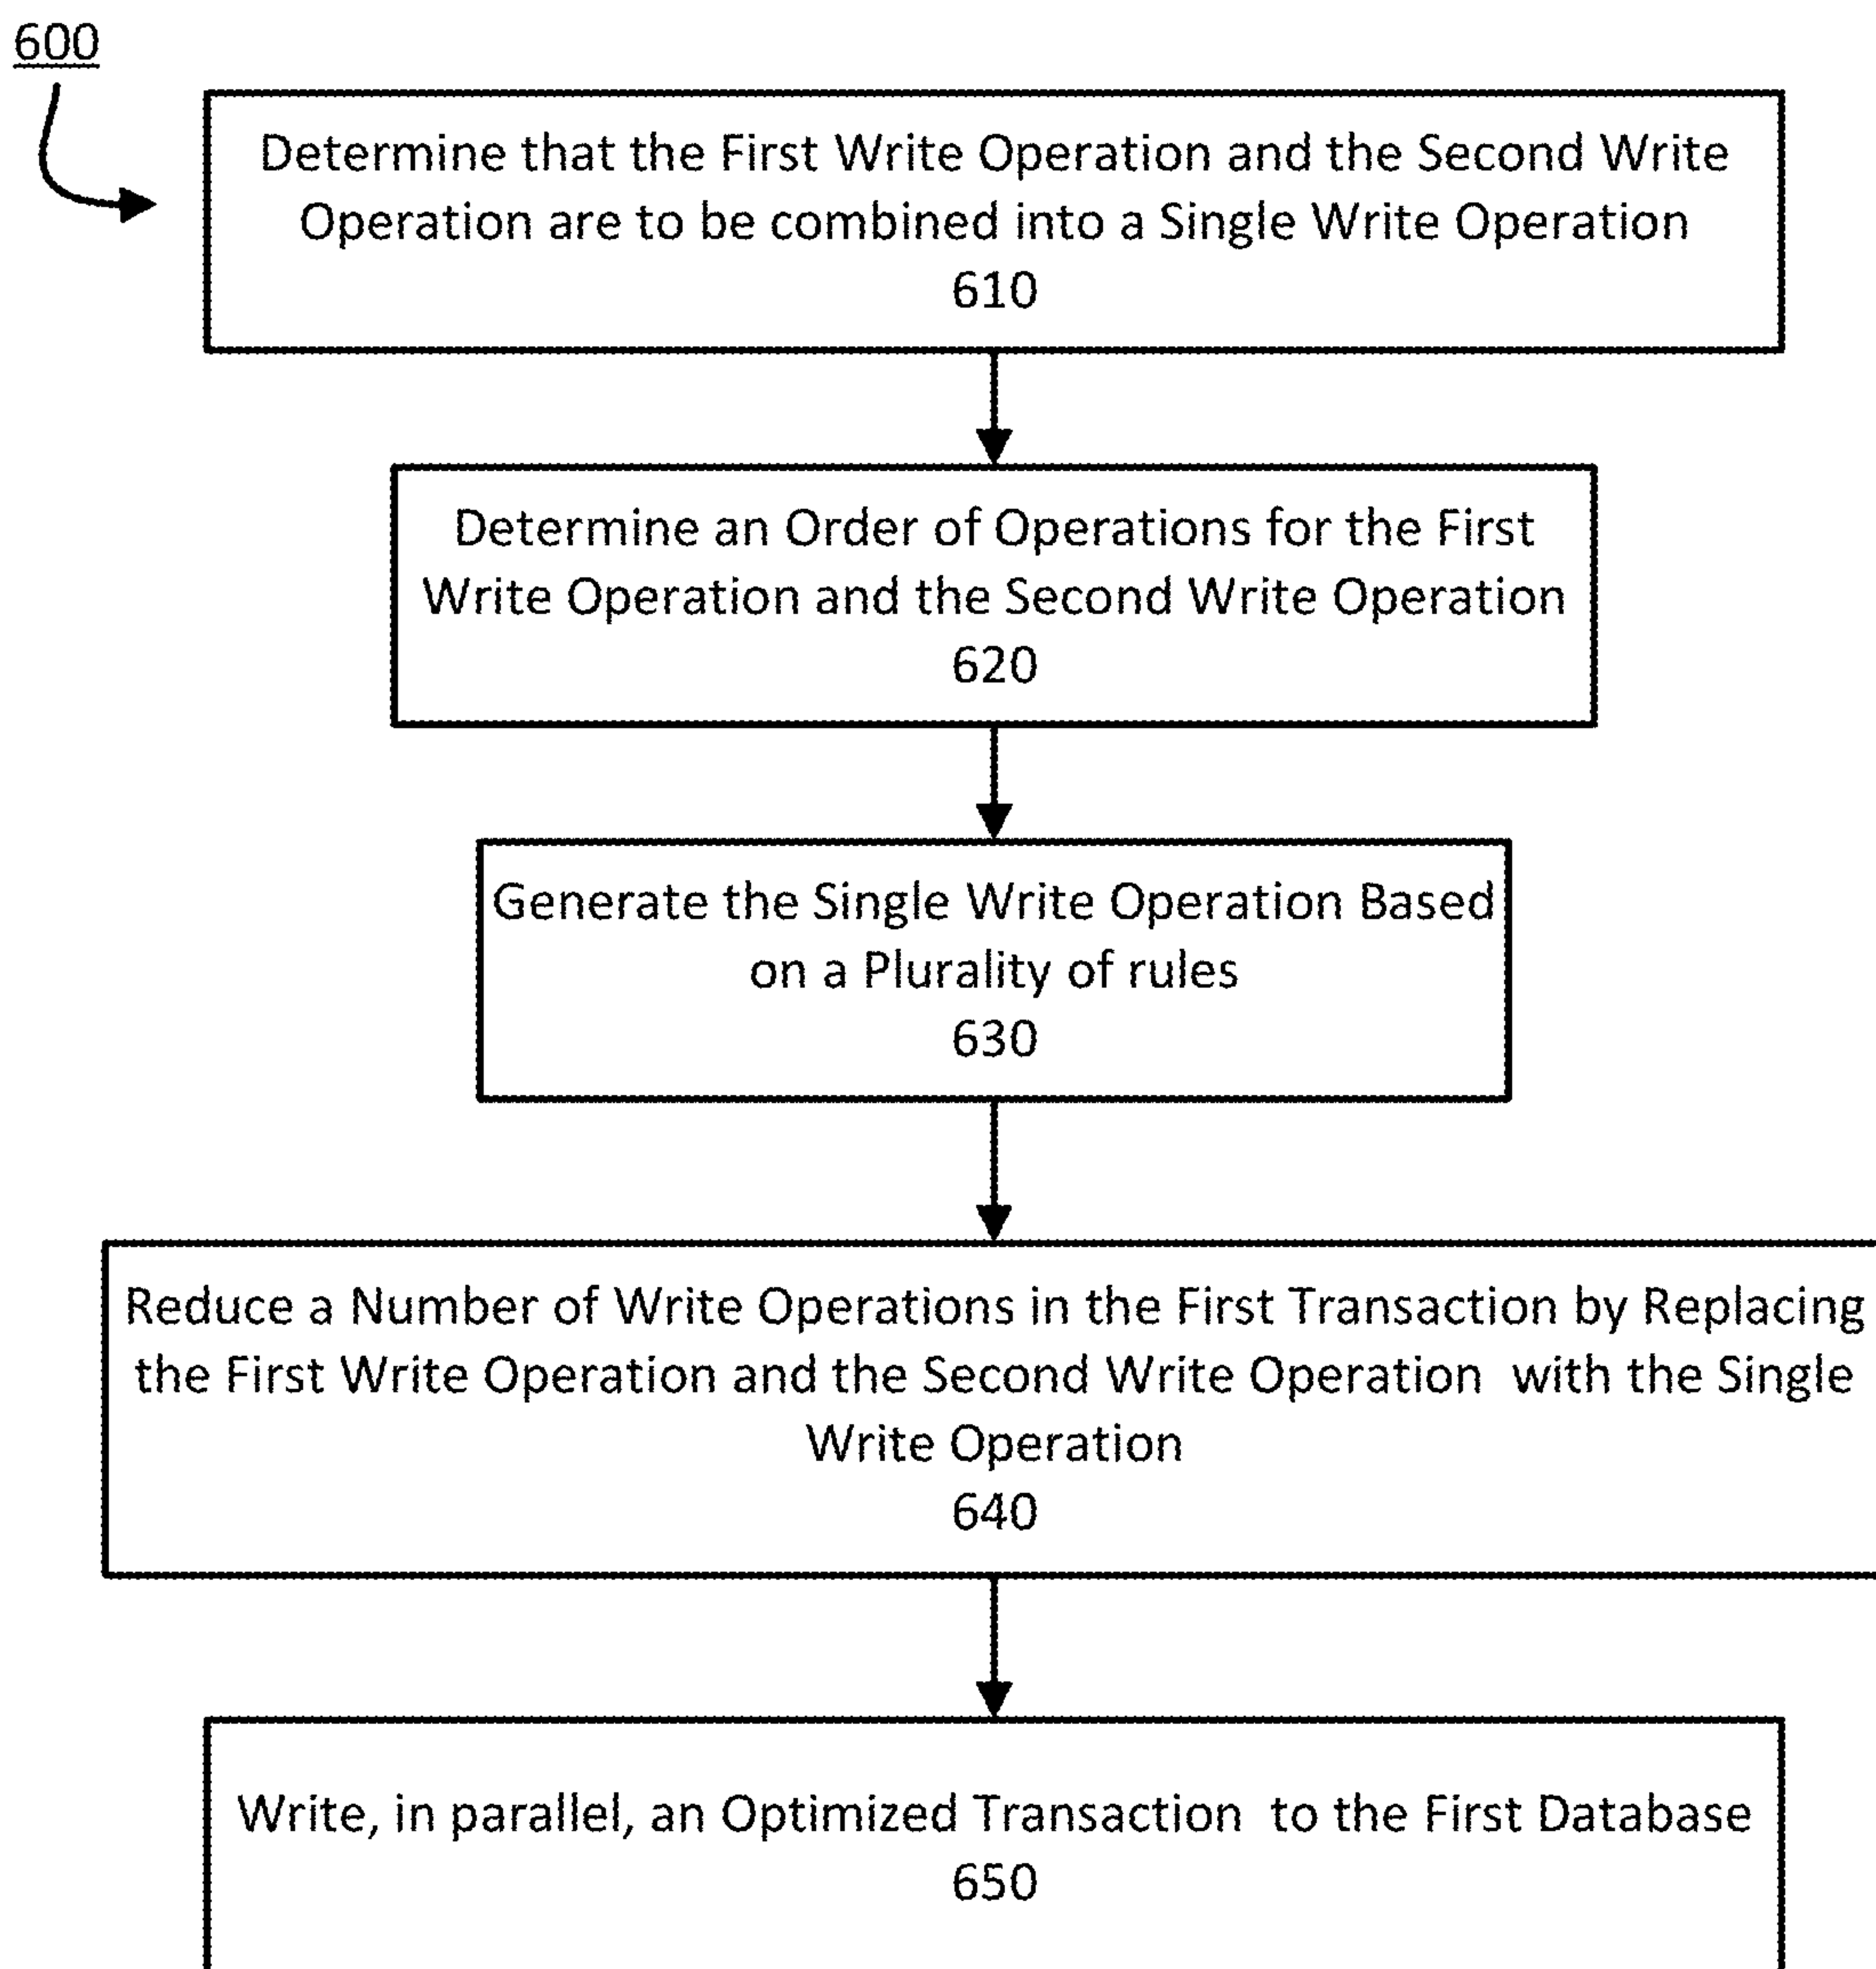 600
Determine that the First Write Operation and the Second Write
Operation are to be combined into a Single Write Operation
610
Determine an Order of Operations for the First
Write Operation and the Second Write Operation
620
Generate the Single Write Operation Based
on a Plurality of rules
630
Reduce a Number of Write Operations in the First Transaction by Replacing
the First Write Operation and the Second Write Operation  with the Single
Write Operation
640
Write, in parallel, an Optimized Transaction  to the First Database
650